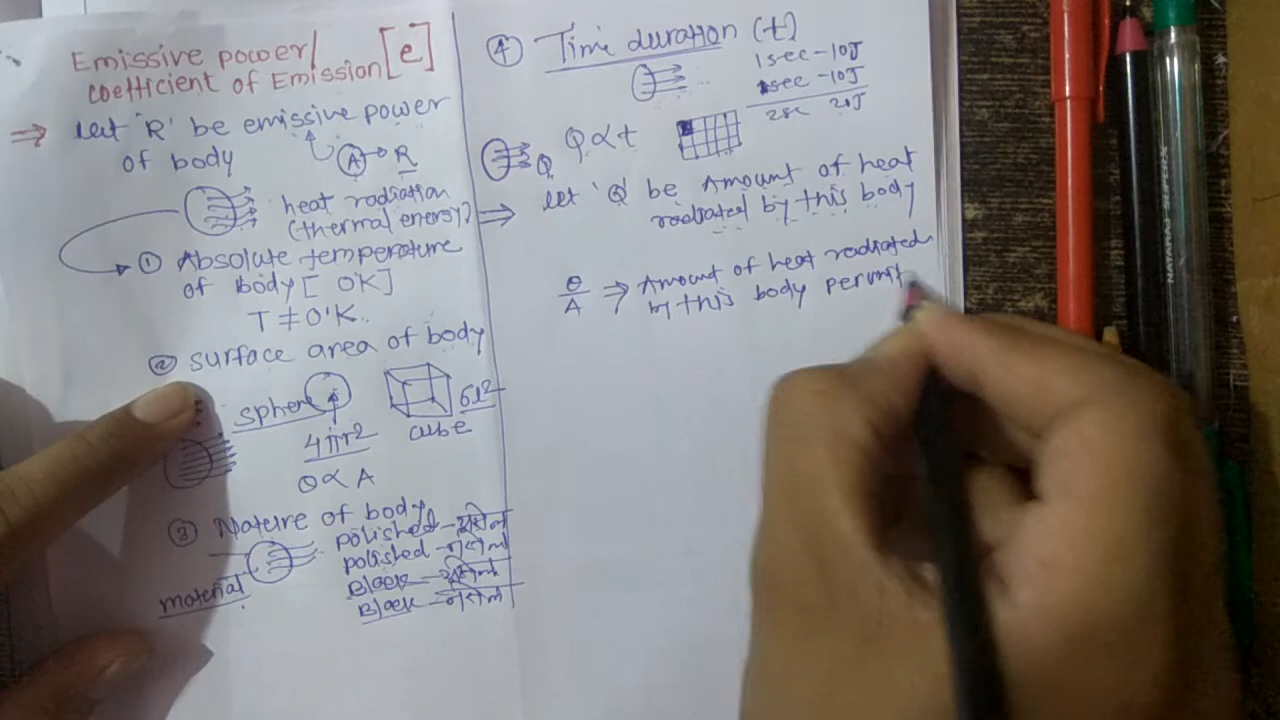 Emissive power/
coefficient of Emission [e]
⇒ Let 'R' be emissive power
of body
A → R
heat radiation
(thermal energy)
① Absolute temperature
of body [ 0K]
T ≠ 0°K.
② surface area of body
sphere
4πr²
6l²
cube
Q ∝ A
③ Nature of body
material
polished -
polished -
Black -
Black -
④ Time duration (t)
1sec - 10J
1sec - 10J
2sec 20J
Q
Q ∝ t
⇒ Let 'Q' be Amount of heat
radiated by this body
Q/A ⇒ Amount of heat radiated
by this body per unit
NATARAJ SUPERX